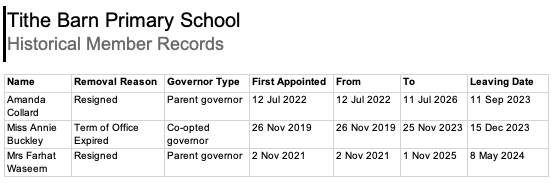 Tithe Barn Primary School
Historical Member Records
Name Removal Reason Governor Type First Appointed From To Leaving Date
Amanda Collard Resigned Parent governor 12 Jul 2022 12 Jul 2022 11 Jul 2026 11 Sep 2023
Miss Annie Buckley Term of Office Expired Co-opted governor 26 Nov 2019 26 Nov 2019 25 Nov 2023 15 Dec 2023
Mrs Farhat Waseem Resigned Parent governor 2 Nov 2021 2 Nov 2021 1 Nov 2025 8 May 2024